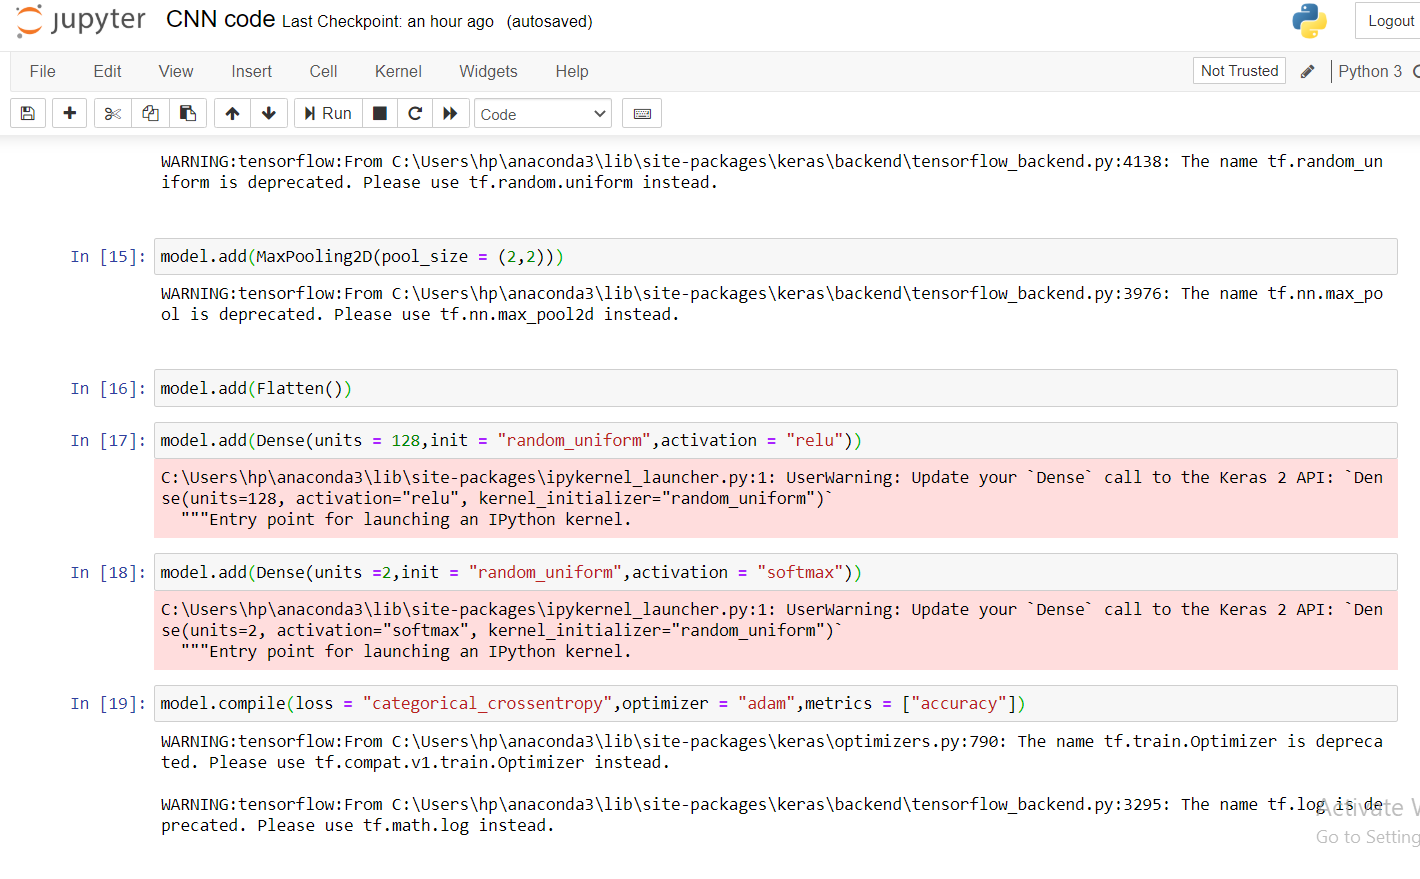 jupyter CNN code Last Checkpoint: an hour ago (autosaved) Logout
File Edit View Insert Cell Kernel Widgets Help Not Trusted Python 3
Run Code
WARNING:tensorflow:From C:\Users\hp\anaconda3\lib\site-packages\keras\backend\tensorflow_backend.py:4138: The name tf.random_un
iform is deprecated. Please use tf.random.uniform instead.
In [15]: model.add(MaxPooling2D(pool_size = (2,2)))
WARNING:tensorflow:From C:\Users\hp\anaconda3\lib\site-packages\keras\backend\tensorflow_backend.py:3976: The name tf.nn.max_po
ol is deprecated. Please use tf.nn.max_pool2d instead.
In [16]: model.add(Flatten())
In [17]: model.add(Dense(units = 128,init = "random_uniform",activation = "relu"))
C:\Users\hp\anaconda3\lib\site-packages\ipykernel_launcher.py:1: UserWarning: Update your `Dense` call to the Keras 2 API: `Den
se(units=128, activation="relu", kernel_initializer="random_uniform")`
"""Entry point for launching an IPython kernel.
In [18]: model.add(Dense(units =2,init = "random_uniform",activation = "softmax"))
C:\Users\hp\anaconda3\lib\site-packages\ipykernel_launcher.py:1: UserWarning: Update your `Dense` call to the Keras 2 API: `Den
se(units=2, activation="softmax", kernel_initializer="random_uniform")`
"""Entry point for launching an IPython kernel.
In [19]: model.compile(loss = "categorical_crossentropy",optimizer = "adam",metrics = ["accuracy"])
WARNING:tensorflow:From C:\Users\hp\anaconda3\lib\site-packages\keras\optimizers.py:790: The name tf.train.Optimizer is depreca
ted. Please use tf.compat.v1.train.Optimizer instead.
WARNING:tensorflow:From C:\Users\hp\anaconda3\lib\site-packages\keras\backend\tensorflow_backend.py:3295: The name tf.log is de
precated. Please use tf.math.log instead.
Activate W
Go to Setting